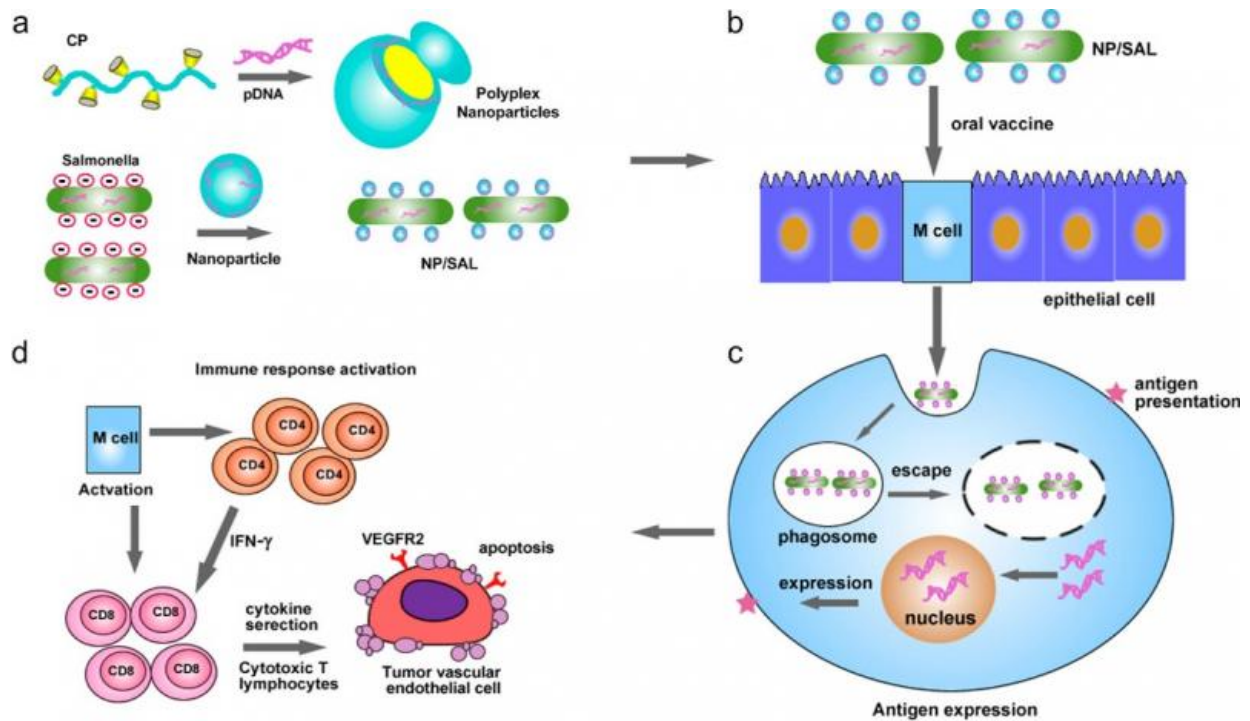 a
CP
pDNA
Polyplex
Nanoparticles
Salmonella
Nanoparticle
NP/SAL
b
NP/SAL
oral vaccine
M cell
epithelial cell
c
antigen
presentation
escape
phagosome
expression
nucleus
Antigen expression
d
Immune response activation
M cell
Actvation
CD4
CD4
CD4
CD4
IFN-γ
CD8
CD8
CD8
CD8
cytokine
serection
Cytotoxic T
lymphocytes
VEGFR2
apoptosis
Tumor vascular
endothelial cell